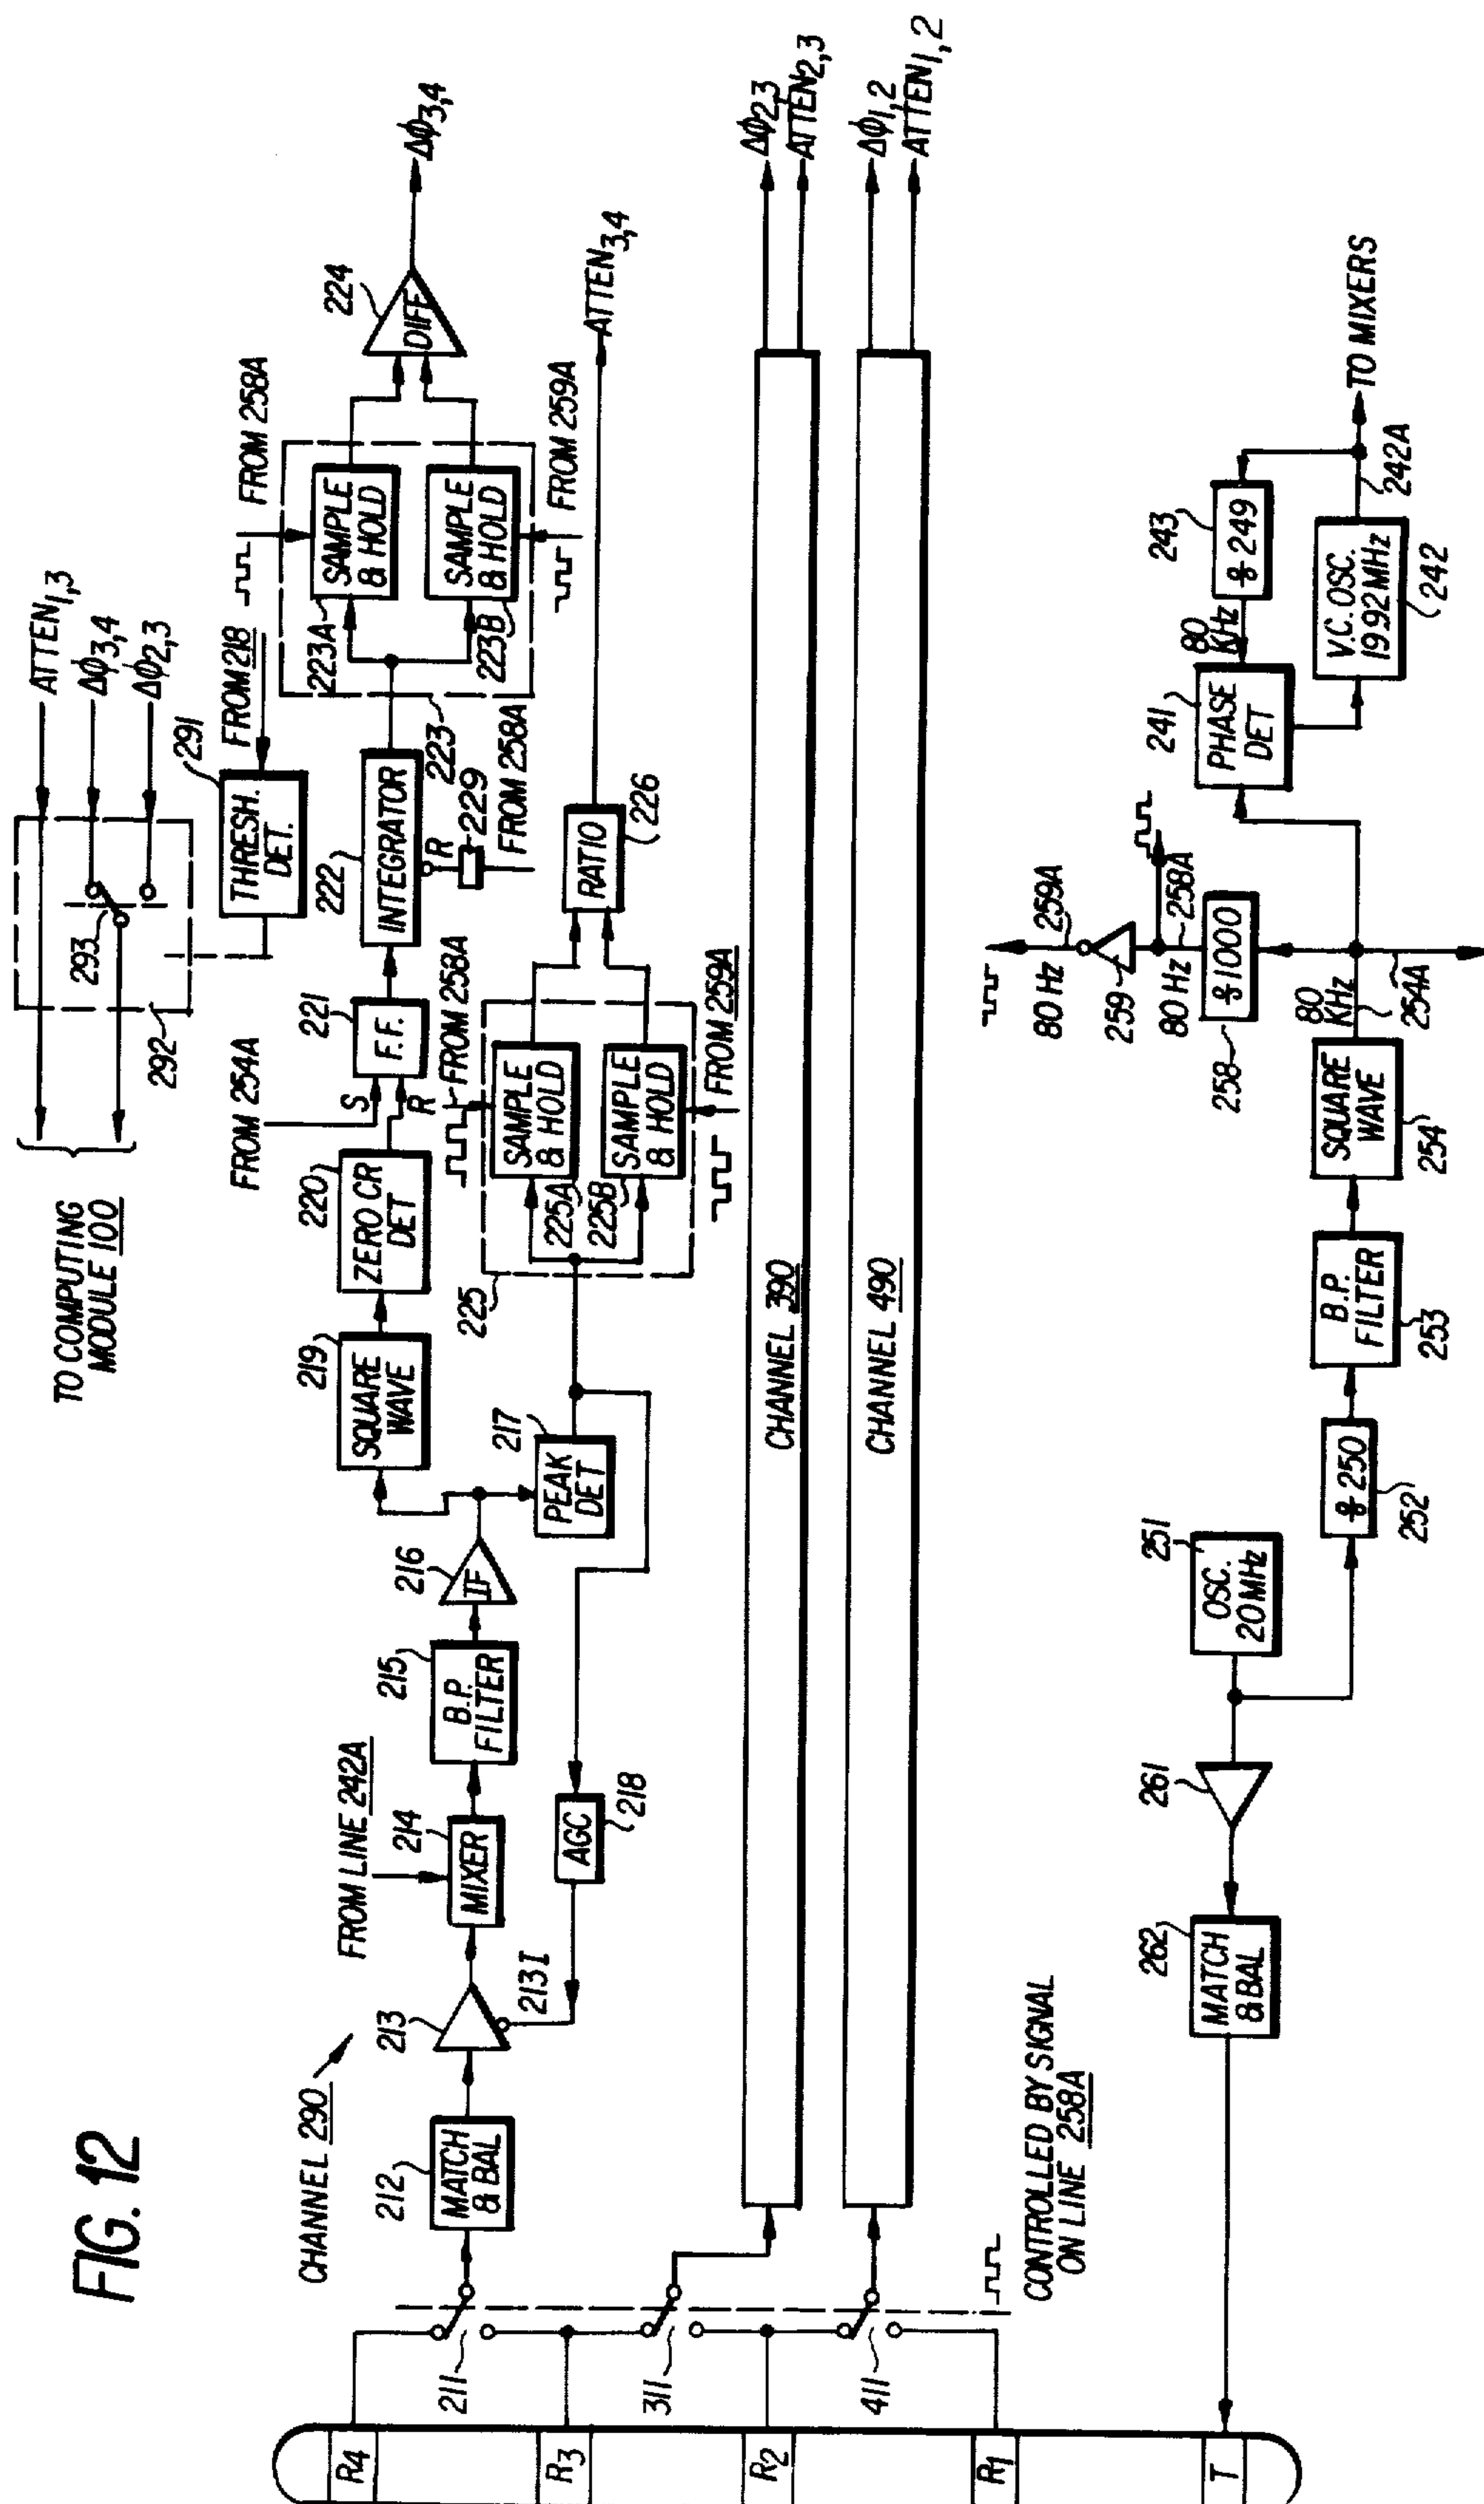 FIG. 12
TO COMPUTING
MODULE 100
ATTEN1,3
ΔΦ3,4
ΔΦ2,3
292
293
291
THRESH.
DET.
FROM 218
CHANNEL 290
212
MATCH
& BAL
213
213I
FROM LINE 242A
214
MIXER
215
B.P.
FILTER
216
IF
217
PEAK
DET
AGC
218
219
SQUARE
WAVE
220
ZERO CR
DET
FROM 254A
S
R
221
F.F.
222
INTEGRATOR
R
229
FROM 258A
223
223A
SAMPLE
& HOLD
FROM 258A
223B
SAMPLE
& HOLD
FROM 259A
224
DIFF
ΔΦ3,4
225
225A
SAMPLE
& HOLD
FROM 258A
225B
SAMPLE
& HOLD
FROM 259A
RATIO
226
ATTEN3,4
211
311
411
R4
R3
R2
R1
T
CHANNEL 390
ΔΦ2,3
ATTEN2,3
CHANNEL 490
ΔΦ1,2
ATTEN1,2
CONTROLLED BY SIGNAL
ON LINE 258A
262
MATCH
& BAL
261
251
OSC.
20MHz
÷ 250
252
B.P.
FILTER
253
SQUARE
WAVE
254
80
KHz
254A
258
÷ 1000
80 Hz
258A
259
80 Hz
259A
241
PHASE
DET
80
KHz
243
÷ 249
V.C. OSC.
19.92MHz
242
242A
TO MIXERS